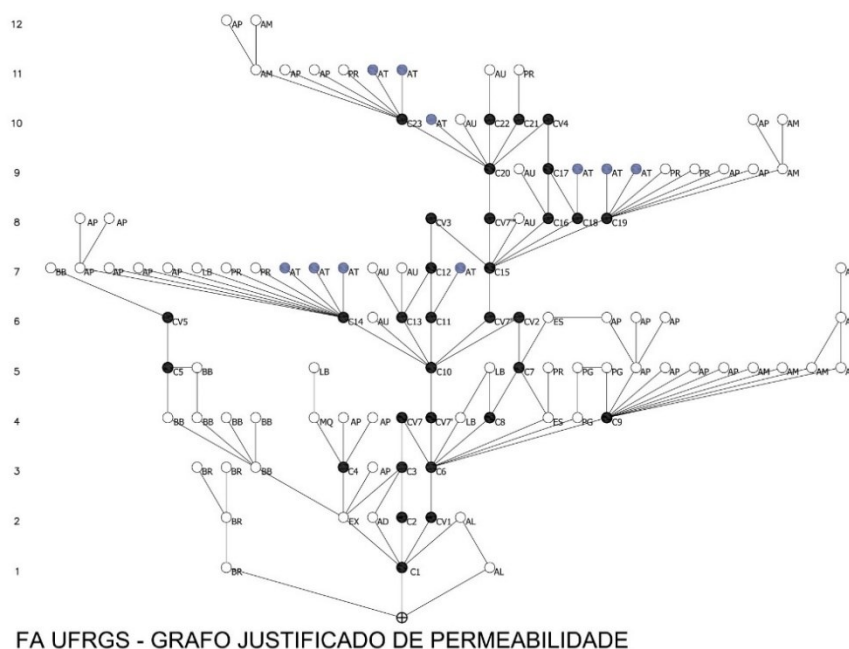 12 AP AM
11 AM AP AP PR AT AT AU PR
10 C23 AT AU C22 C21 CV4 AP AM
9 C20 AU C17 AT AT AT PR PR AP AP AM
8 AP AP CV3 CV7" AU C16 C18 C19
7 BB AP AP AP AP LB PR PR AT AT AT AU AU C12 AT C15
6 CV5 C14 AU C13 C11 CV7' CV2 ES AP AP AP
5 C5 BB LB C10 C7 PR PG PG AP AP AP AP AM AM AM
4 BB BB BB BB MQ AP AP CV7 CV7' LB C8 ES PG C9
LB
3 BR BR BB C4 AP C3 C6
2 BR EX AD C2 CV1 AL
1 BR C1 AL
FA UFRGS - GRAFO JUSTIFICADO DE PERMEABILIDADE